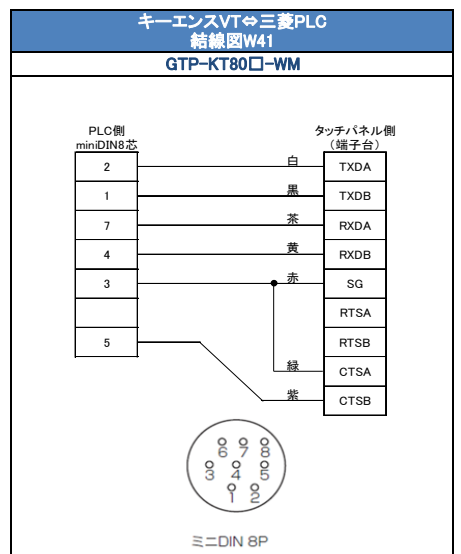 キーエンスVT⇔三菱PLC
結線図W41
GTP-KT80□-WM
PLC側
miniDIN8芯
タッチパネル側
（端子台）
2 白 TXDA
1 黒 TXDB
7 茶 RXDA
4 黄 RXDB
3 赤 SG
RTSA
5 RTSB
緑 CTSA
紫 CTSB
6 7 8
3 4 5
1 2
ミニDIN 8P